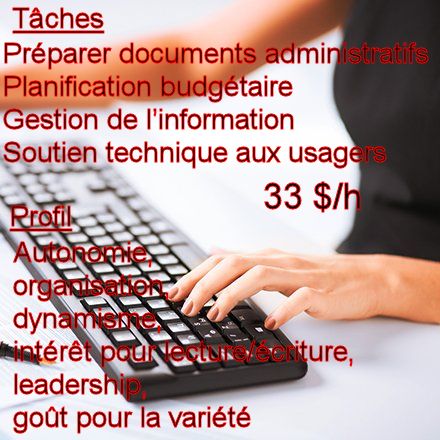 Tâches
Préparer documents administratifs
Planification budgétaire
Gestion de l'information
Soutien technique aux usagers
33 $/h
Profil
Autonomie,
organisation,
dynamisme,
intérêt pour lecture/écriture,
leadership,
goût pour la variété